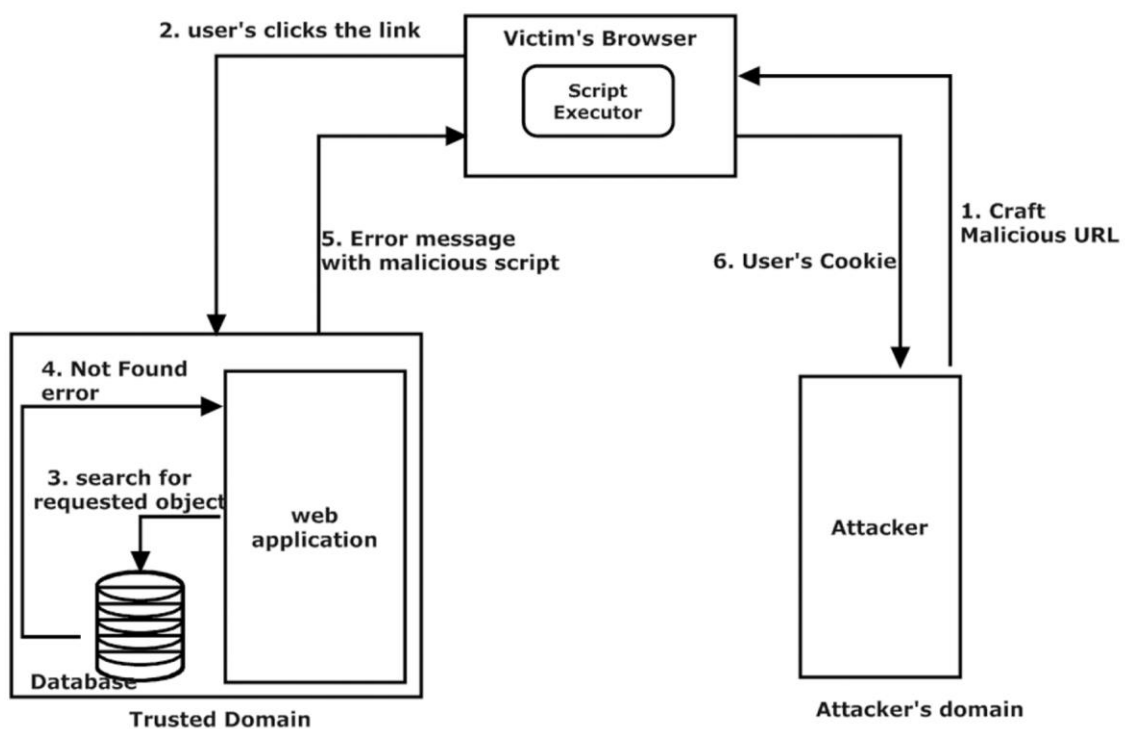 2. user's clicks the link
Victim's Browser
Script
Executor
1. Craft
Malicious URL
5. Error message
with malicious script
6. User's Cookie
4. Not Found
error
3. search for
requested object
web
application
Database
Trusted Domain
Attacker
Attacker's domain